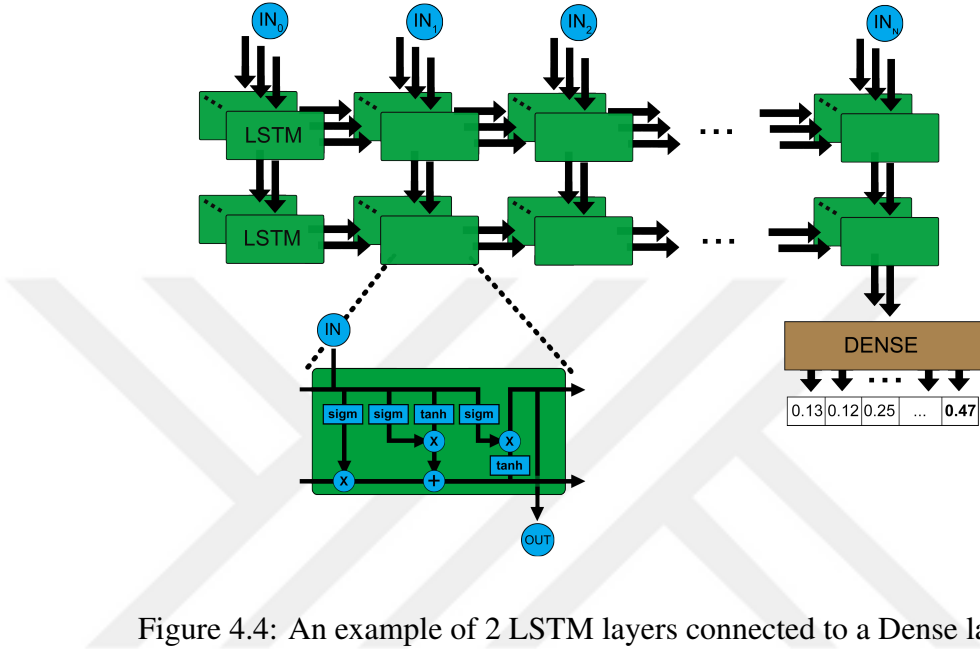 IN0 IN1 IN2 INN
...
LSTM
LSTM
...
IN
DENSE
...
0.13 0.12 0.25 ... 0.47
sigm sigm tanh sigm
X X
tanh
X +
OUT
Figure 4.4: An example of 2 LSTM layers connected to a Dense la